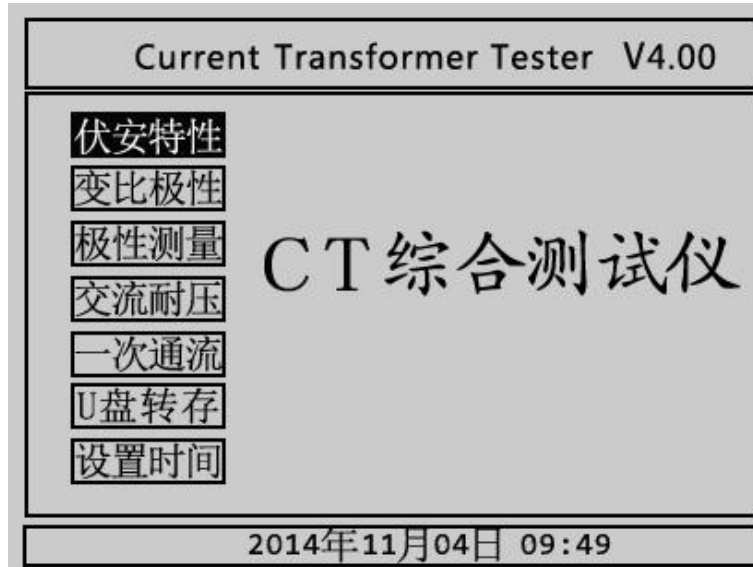 Current Transformer Tester V4.00
伏安特性
变比极性
极性测量
交流耐压
一次通流
U盘转存
设置时间
CT综合测试仪
2014年11月04日 09:49